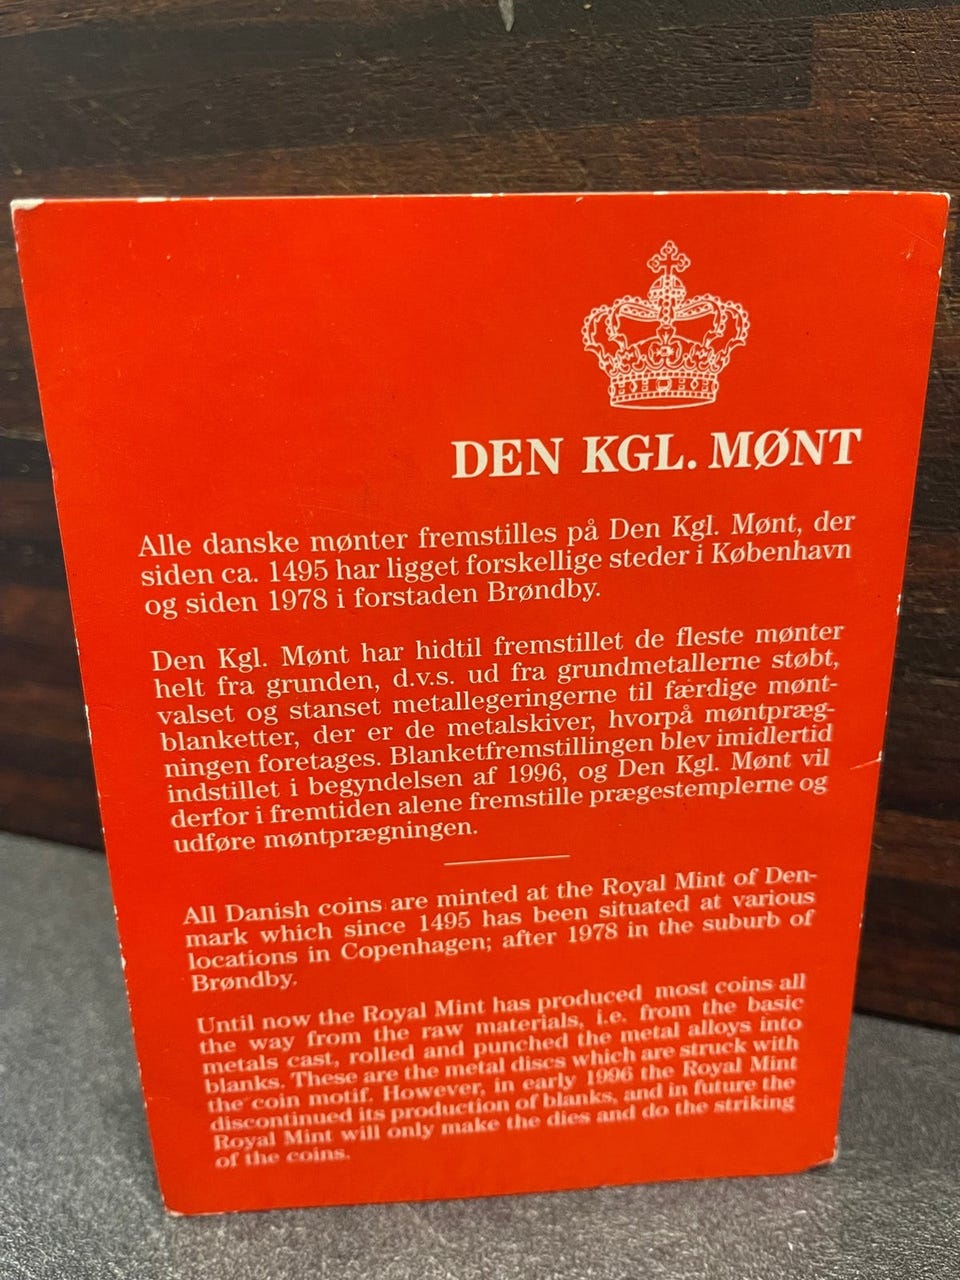 DEN KGL. MØNT
Alle danske mønter fremstilles på Den Kgl. Mønt, der
siden ca. 1495 har ligget forskellige steder i København
og siden 1978 i forstaden Brøndby.
Den Kgl. Mønt har hidtil fremstillet de fleste mønter
helt fra grunden, d.v.s. ud fra grundmetallerne støbt,
valset og stanset metallegeringerne til færdige mønt-
blanketter, der er de metalskiver, hvorpå møntpræg-
ningen foretages. Blanketfremstillingen blev imidlertid
indstillet i begyndelsen af 1996, og Den Kgl. Mønt vil
derfor i fremtiden alene fremstille prægestemplerne og
udføre møntprægningen.
All Danish coins are minted at the Royal Mint of Den-
mark which since 1495 has been situated at various
locations in Copenhagen; after 1978 in the suburb of
Brøndby.
Until now the Royal Mint has produced most coins all
the way from the raw materials, i.e. from the basic
metals cast, rolled and punched the metal alloys into
blanks. These are the metal discs which are struck with
the coin motif. However, in early 1996 the Royal Mint
discontinued its production of blanks, and in future the
Royal Mint will only make the dies and do the striking
of the coins.